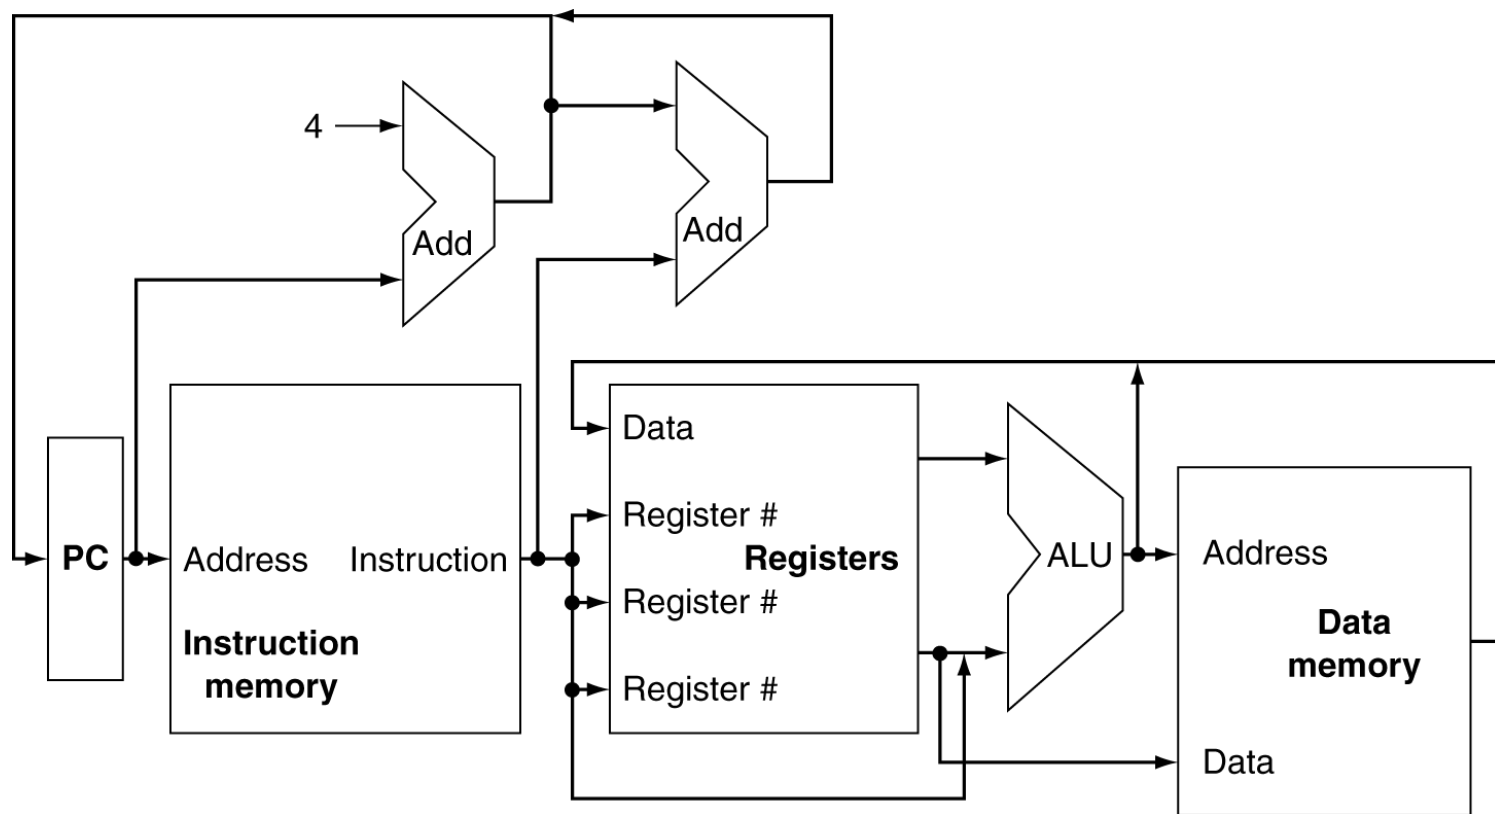 4
Add
Add
Data
Register #
PC
Address
Instruction
Registers
ALU
Address
Register #
Instruction
memory
Data
memory
Register #
Data